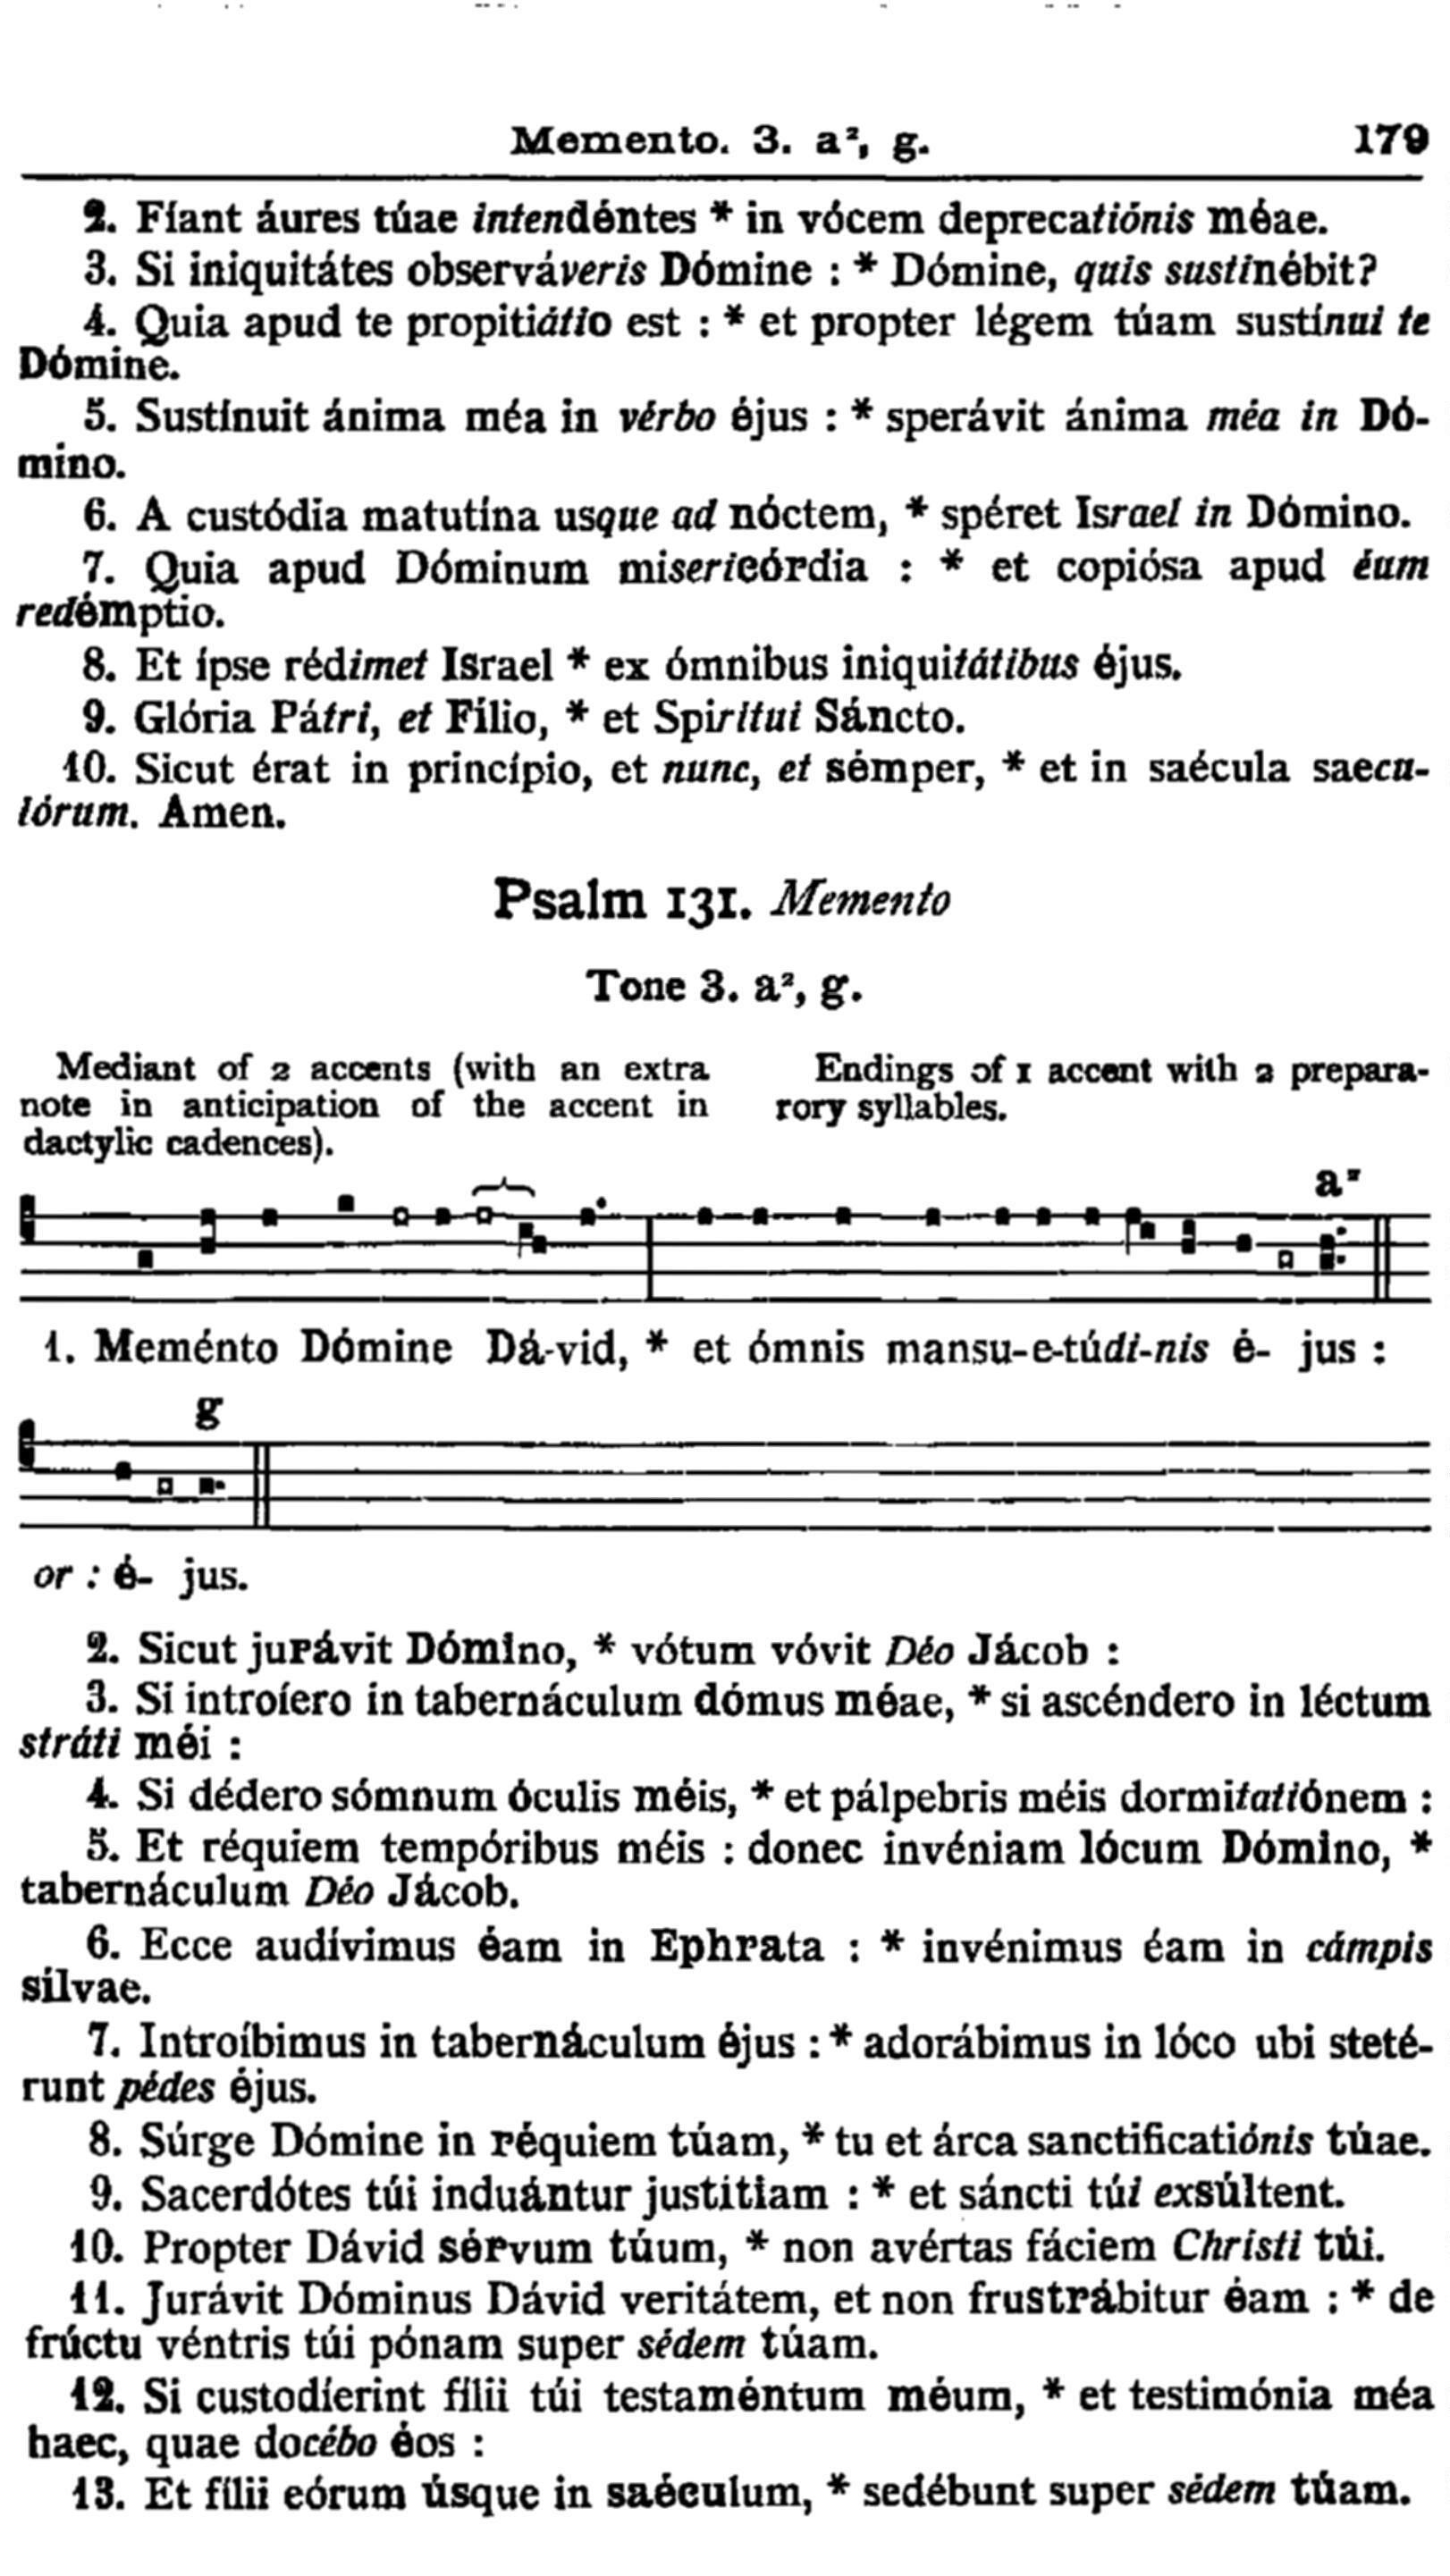 Memento. 3. a², g. 179
2. Fíant áures túae intendéntes * in vócem deprecatiónis méae.
3. Si iniquitátes observáveris Dómine : * Dómine, quis sustinébit?
4. Quia apud te propitiátio est : * et propter légem túam sustínui te
Dómine.
5. Sustínuit ánima méa in vérbo éjus : * sperávit ánima méa in Dó-
mino.
6. A custódia matutína usque ad nóctem, * spéret Israel in Dómino.
7. Quia apud Dóminum misericórdia : * et copiósa apud éum
redémptio.
8. Et ípse rédimet Israel * ex ómnibus iniquitátibus éjus.
9. Glória Pátri, et Fílio, * et Spirítui Sáncto.
10. Sicut érat in princípio, et nunc, et sémper, * et in saécula saecu-
lórum. Amen.
Psalm 131. Memento
Tone 3. a², g.
Mediant of 2 accents (with an extra
note in anticipation of the accent in
dactylic cadences).
Endings of 1 accent with 2 prepara-
rory syllables.
a²
1. Meménto Dómine Dá-vid, * et ómnis mansu-e-túdi-nis é- jus :
g
or : é- jus.
2. Sicut jurávit Dómino, * vótum vóvit Déo Jácob :
3. Si introíero in tabernáculum dómus méae, * si ascéndero in léctum
stráti méi :
4. Si dédero sómnum óculis méis, * et pálpebris méis dormitatiónem :
5. Et réquiem tempóribus méis : donec invéniam lócum Dómino, *
tabernáculum Déo Jácob.
6. Ecce audívimus éam in Ephrata : * invénimus éam in cámpis
sílvae.
7. Introíbimus in tabernáculum éjus : * adorábimus in lóco ubi steté-
runt pédes éjus.
8. Súrge Dómine in réquiem túam, * tu et árca sanctificatiónis túae.
9. Sacerdótes túi induántur justítiam : * et sáncti túi exsúltent.
10. Propter Dávid sérvum túum, * non avértas fáciem Christi túi.
11. Jurávit Dóminus Dávid veritátem, et non frustrábitur éam : * de
frúctu véntris túi pónam super sédem túam.
12. Si custodíerint fílii túi testaméntum méum, * et testimónia méa
haec, quae docébo éos :
13. Et fílii eórum úsque in saéculum, * sedébunt super sédem túam.